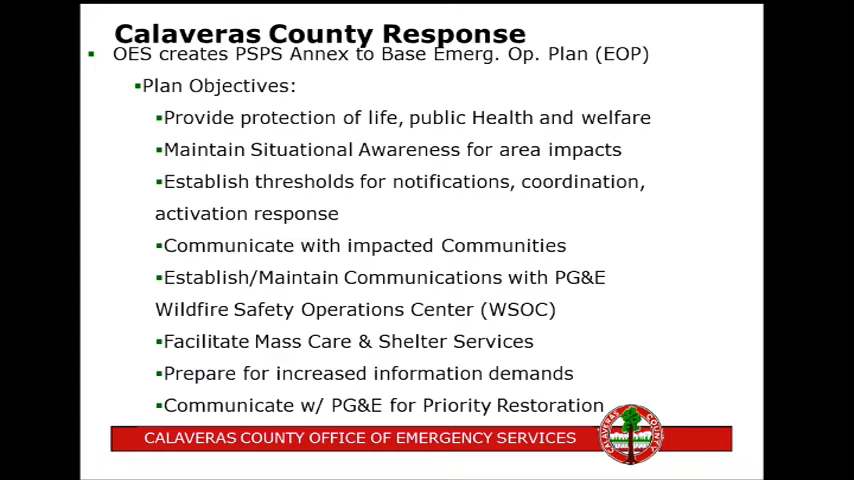 Calaveras County Response
▪ OES creates PSPS Annex to Base Emerg. Op. Plan (EOP)
▪Plan Objectives:
▪Provide protection of life, public Health and welfare
▪Maintain Situational Awareness for area impacts
▪Establish thresholds for notifications, coordination,
activation response
▪Communicate with impacted Communities
▪Establish/Maintain Communications with PG&E
Wildfire Safety Operations Center (WSOC)
▪Facilitate Mass Care & Shelter Services
▪Prepare for increased information demands
▪Communicate w/ PG&E for Priority Restoration
CALAVERAS COUNTY OFFICE OF EMERGENCY SERVICES
CALAVERAS COUNTY